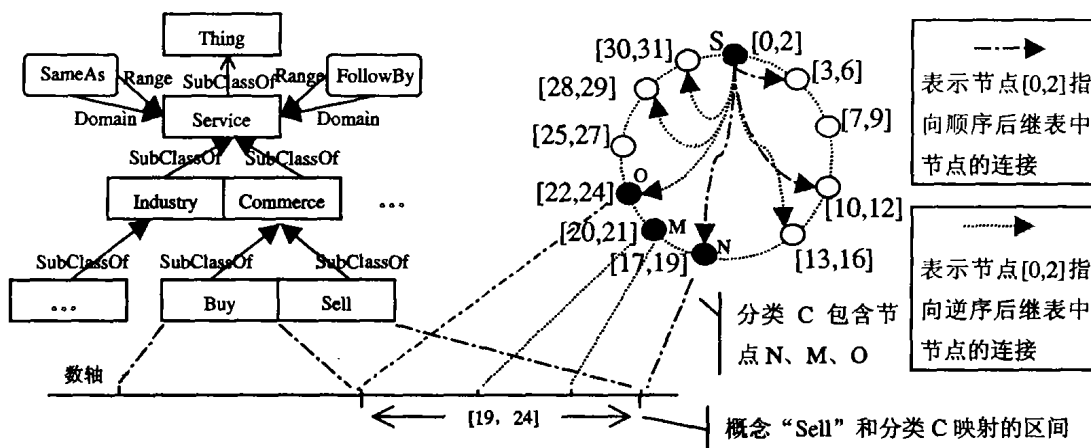 Thing
SameAs
Range
SubClassOf
Range
FollowBy
Domain
Service
Domain
SubClassOf
SubClassOf
Industry
Commerce
...
SubClassOf
SubClassOf
SubClassOf
...
Buy
Sell
数轴
[19, 24]
S
[0,2]
[30,31]
[3,6]
[28,29]
[7,9]
[25,27]
O
[22,24]
[10,12]
M
[20,21]
N
[17,19]
[13,16]
分类 C 包含节
点 N、M、O
概念“Sell”和分类 C 映射的区间
表示节点[0,2]指
向顺序后继表中
节点的连接
表示节点[0,2]指
向逆序后继表中
节点的连接